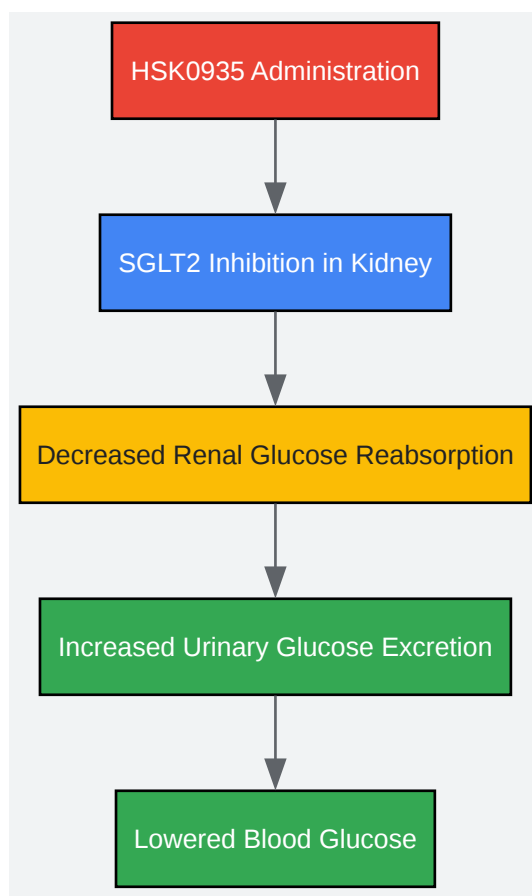 HSK0935 Administration
SGLT2 Inhibition in Kidney
Decreased Renal Glucose Reabsorption
Increased Urinary Glucose Excretion
Lowered Blood Glucose